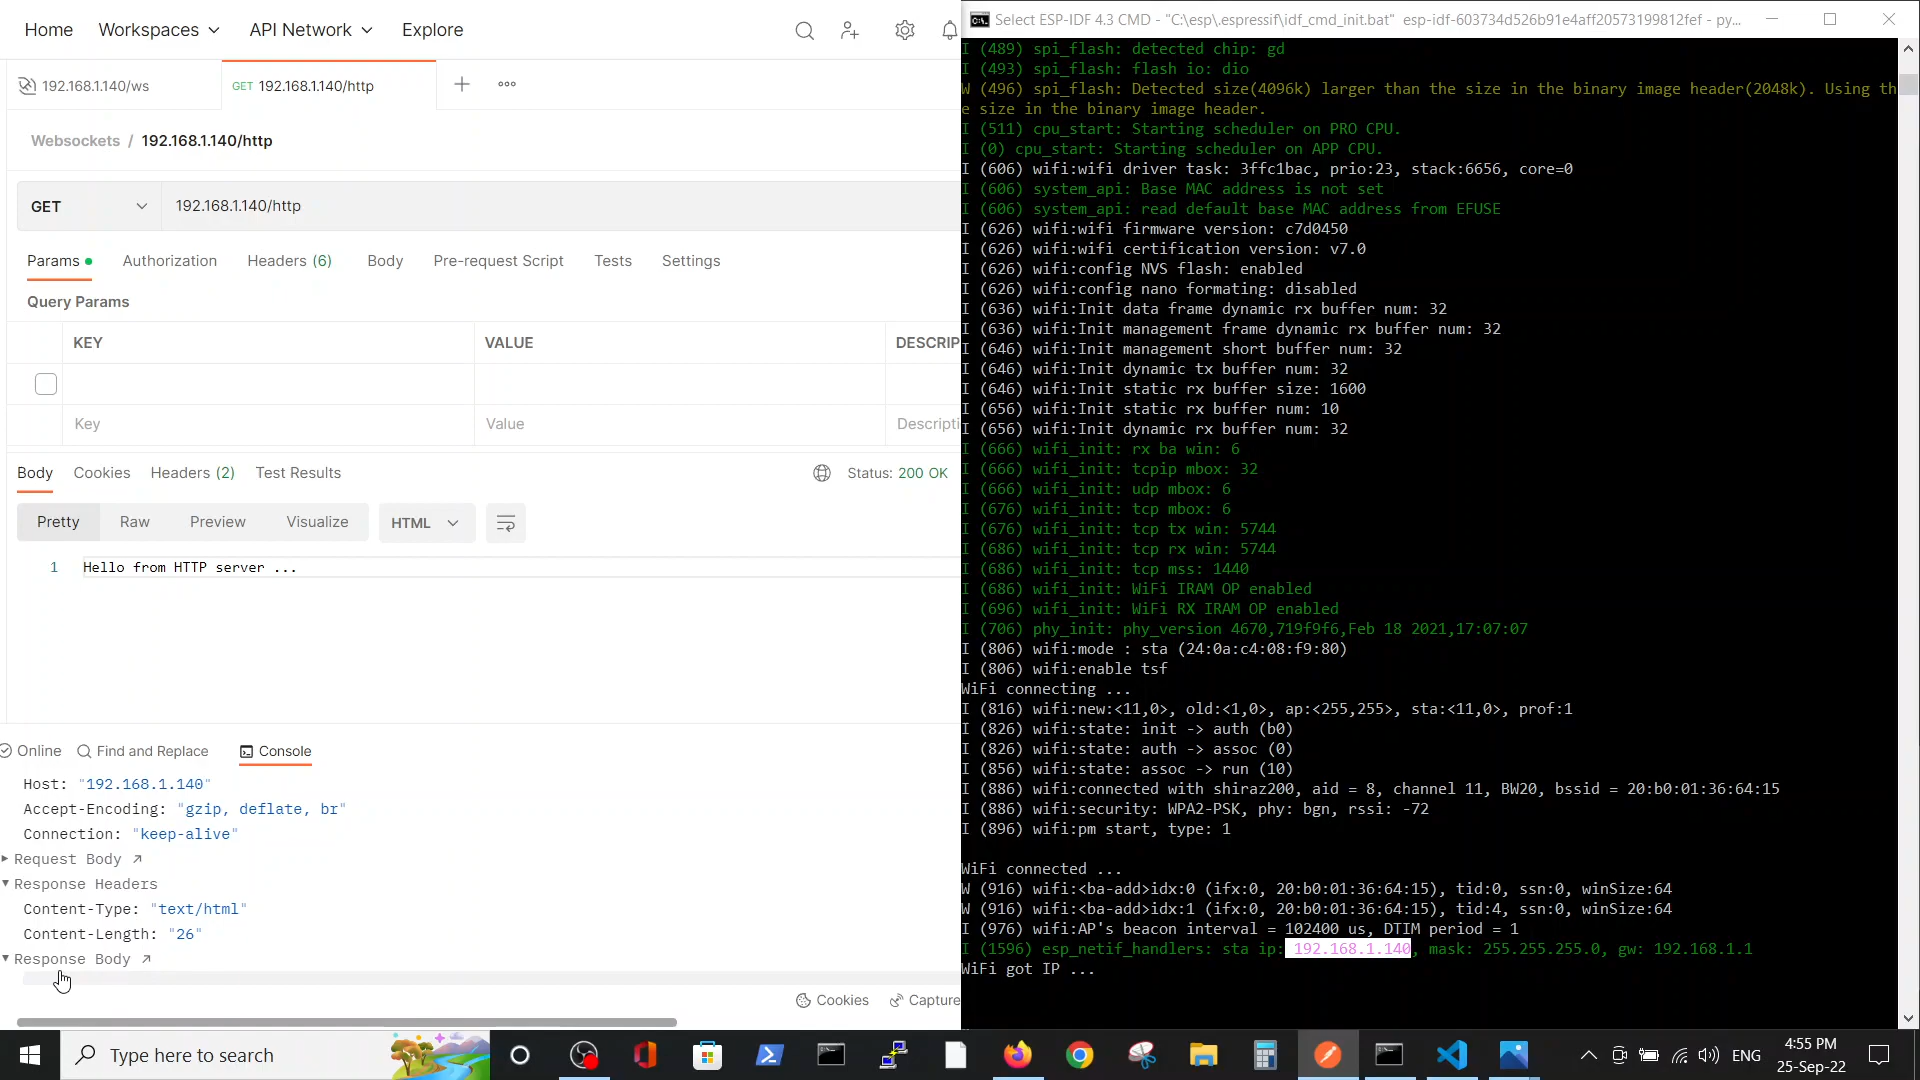 Home Workspaces API Network Explore
192.168.1.140/ws GET 192.168.1.140/http
Websockets / 192.168.1.140/http
GET 192.168.1.140/http
Params Authorization Headers (6) Body Pre-request Script Tests Settings
Query Params
KEY VALUE DESCRIP
Key Value Descripti
Body Cookies Headers (2) Test Results Status: 200 OK
Pretty Raw Preview Visualize HTML
1 Hello from HTTP server ...
Online Find and Replace Console
Host: "192.168.1.140"
Accept-Encoding: "gzip, deflate, br"
Connection: "keep-alive"
Request Body
Response Headers
Content-Type: "text/html"
Content-Length: "26"
Response Body
Cookies Capture
Select ESP-IDF 4.3 CMD - "C:\esp\.espressif\idf_cmd_init.bat" esp-idf-603734d526b91e4aff20573199812fef - py...
I (489) spi_flash: detected chip: gd
I (493) spi_flash: flash io: dio
W (496) spi_flash: Detected size(4096k) larger than the size in the binary image header(2048k). Using th
e size in the binary image header.
I (511) cpu_start: Starting scheduler on PRO CPU.
I (0) cpu_start: Starting scheduler on APP CPU.
I (606) wifi:wifi driver task: 3ffc1bac, prio:23, stack:6656, core=0
I (606) system_api: Base MAC address is not set
I (606) system_api: read default base MAC address from EFUSE
I (626) wifi:wifi firmware version: c7d0450
I (626) wifi:wifi certification version: v7.0
I (626) wifi:config NVS flash: enabled
I (626) wifi:config nano formating: disabled
I (636) wifi:Init data frame dynamic rx buffer num: 32
I (636) wifi:Init management frame dynamic rx buffer num: 32
I (646) wifi:Init management short buffer num: 32
I (646) wifi:Init dynamic tx buffer num: 32
I (646) wifi:Init static rx buffer size: 1600
I (656) wifi:Init static rx buffer num: 10
I (656) wifi:Init dynamic rx buffer num: 32
I (666) wifi_init: rx ba win: 6
I (666) wifi_init: tcpip mbox: 32
I (666) wifi_init: udp mbox: 6
I (676) wifi_init: tcp mbox: 6
I (676) wifi_init: tcp tx win: 5744
I (686) wifi_init: tcp rx win: 5744
I (686) wifi_init: tcp mss: 1440
I (686) wifi_init: WiFi IRAM OP enabled
I (696) wifi_init: WiFi RX IRAM OP enabled
I (706) phy_init: phy_version 4670,719f9f6,Feb 18 2021,17:07:07
I (806) wifi:mode : sta (24:0a:c4:08:f9:80)
I (806) wifi:enable tsf
WiFi connecting ...
I (816) wifi:new:<11,0>, old:<1,0>, ap:<255,255>, sta:<11,0>, prof:1
I (826) wifi:state: init -> auth (b0)
I (826) wifi:state: auth -> assoc (0)
I (856) wifi:state: assoc -> run (10)
I (886) wifi:connected with shiraz200, aid = 8, channel 11, BW20, bssid = 20:b0:01:36:64:15
I (886) wifi:security: WPA2-PSK, phy: bgn, rssi: -72
I (896) wifi:pm start, type: 1
WiFi connected ...
W (916) wifi:<ba-add>idx:0 (ifx:0, 20:b0:01:36:64:15), tid:0, ssn:0, winSize:64
W (916) wifi:<ba-add>idx:1 (ifx:0, 20:b0:01:36:64:15), tid:4, ssn:0, winSize:64
I (976) wifi:AP's beacon interval = 102400 us, DTIM period = 1
I (1596) esp_netif_handlers: sta ip: 192.168.1.140, mask: 255.255.255.0, gw: 192.168.1.1
WiFi got IP ...
Type here to search ENG 4:55 PM
25-Sep-22